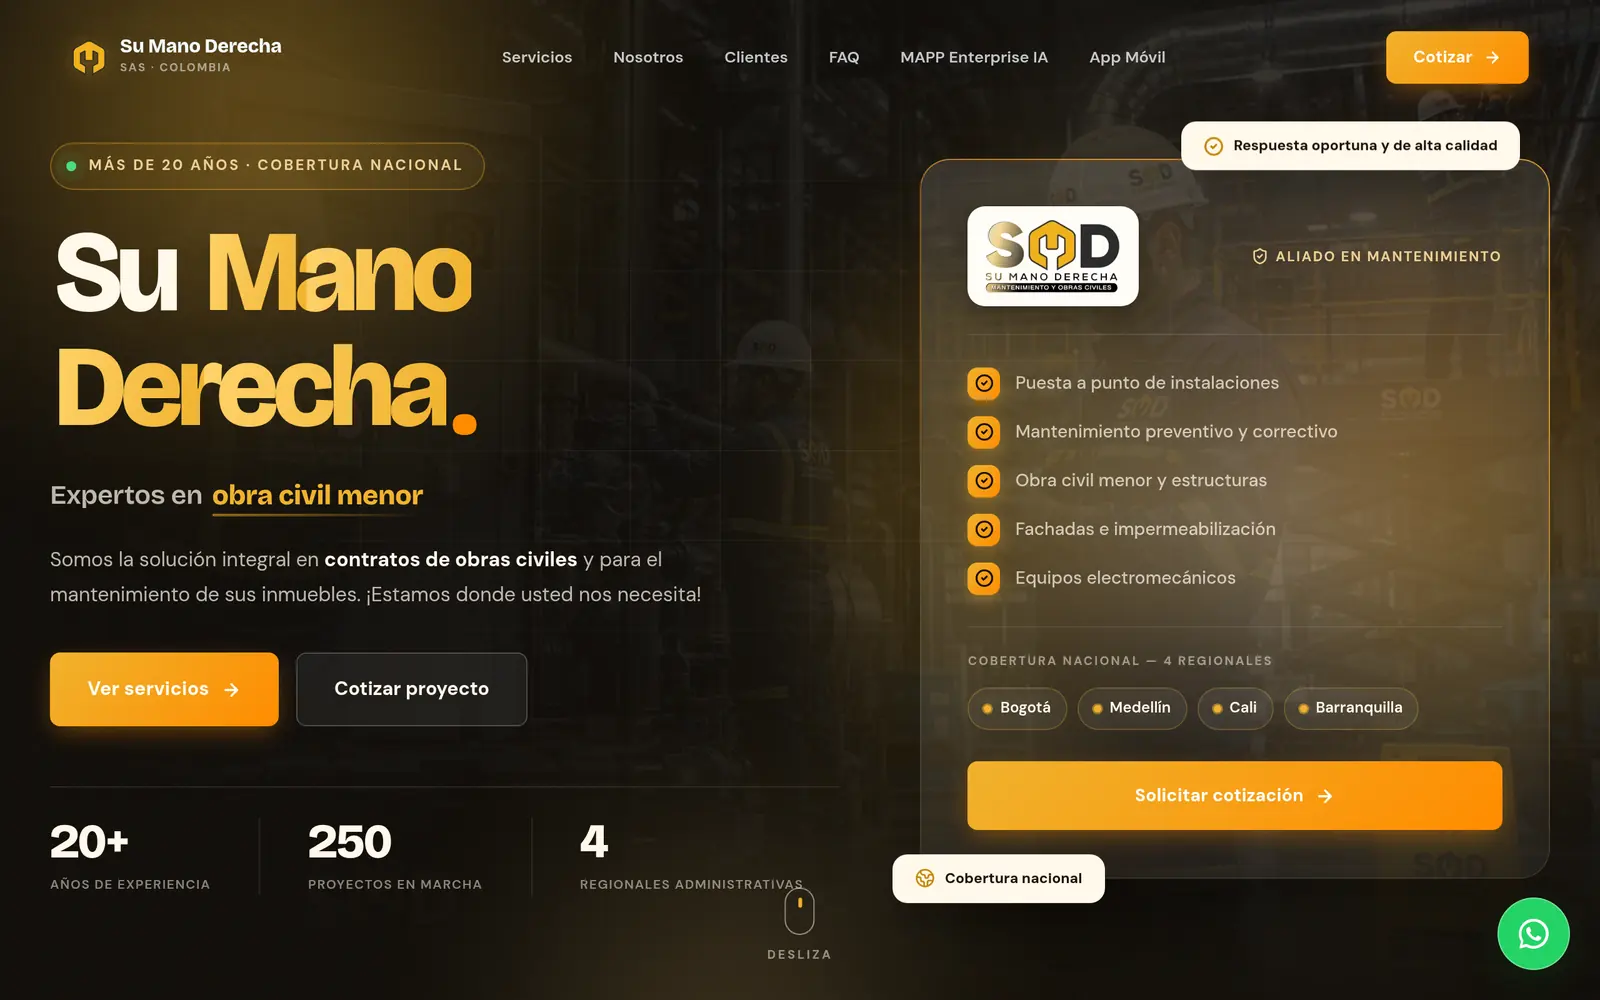 Su Mano Derecha
SAS · COLOMBIA
Servicios
Nosotros
Clientes
FAQ
MAPP Enterprise IA
App Móvil
Cotizar
MÁS DE 20 AÑOS · COBERTURA NACIONAL
Su Mano
Derecha.
Expertos en obra civil menor
Somos la solución integral en contratos de obras civiles y para el
mantenimiento de sus inmuebles. ¡Estamos donde usted nos necesita!
Ver servicios
Cotizar proyecto
20+
AÑOS DE EXPERIENCIA
250
PROYECTOS EN MARCHA
4
REGIONALES ADMINISTRATIVAS
DESLIZA
Respuesta oportuna y de alta calidad
SMD
SU MANO DERECHA
MANTENIMIENTO Y OBRAS CIVILES
ALIADO EN MANTENIMIENTO
Puesta a punto de instalaciones
Mantenimiento preventivo y correctivo
Obra civil menor y estructuras
Fachadas e impermeabilización
Equipos electromecánicos
COBERTURA NACIONAL — 4 REGIONALES
Bogotá
Medellín
Cali
Barranquilla
Solicitar cotización
Cobertura nacional